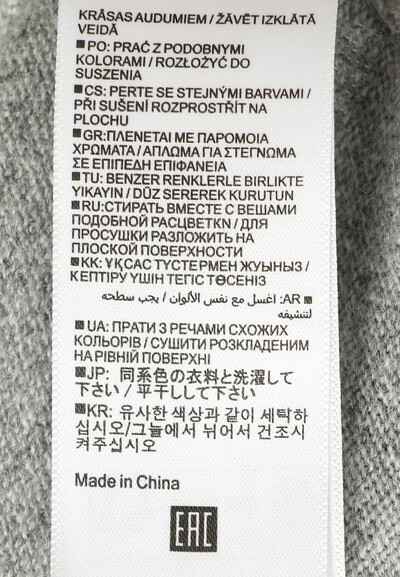 KRĀSAS AUDUMIEM / ŽĀVĒT IZKLĀTĀ
VEIDĀ
■PO: PRAĆ Z PODOBNYMI
KOLORAMI / ROZŁOŻYĆ DO
SUSZENIA
■CS: PERTE SE STEJNÝMI BARVAMI /
PŘI SUŠENÍ ROZPROSTŘÍT NA
PLOCHU
■GR:ΠΛΕΝΕΤΑΙ ΜΕ ΠΑΡΟΜΟΙΑ
ΧΡΩΜΑΤΑ / ΑΠΛΩΜΑ ΓΙΑ ΣΤΕΓΝΩΜΑ
ΣΕ ΕΠΙΠΕΔΗ ΕΠΙΦΑΝΕΙΑ
■TU: BENZER RENKLERLE BIRLIKTE
YIKAYIN / DÜZ SEREREK KURUTUN
■RU:СТИРАТЬ ВМЕСТЕ С ВЕЩАМИ
ПОДОБНОЙ РАСЦВЕТКИ / ДЛЯ
ПРОСУШКИ РАЗЛОЖИТЬ НА
ПЛОСКОЙ ПОВЕРХНОСТИ
■KK: ҰҚСАС ТҮСТЕРМЕН ЖУЫНЫЗ /
КЕПТІРУ ҮШІН ТЕГІС ТӨСЕНІЗ
■AR: اغسل مع نفس الألوان / يجب سطحه
لتنشيفه
■UA: ПРАТИ З РЕЧАМИ СХОЖИХ
КОЛЬОРІВ / СУШИТИ РОЗКЛАДЕНИМ
НА РІВНІЙ ПОВЕРХНІ
■JP: 同系色の衣料と洗濯して
下さい / 平干しして下さい
■KR: 유사한 색상과 같이 세탁하
십시오/그늘에서 뉘어서 건조시
켜주십시오
Made in China
EAC